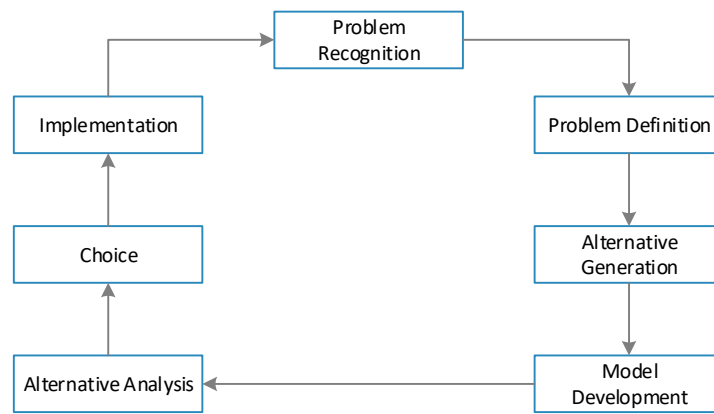 Problem
Recognition
Problem Definition
Alternative
Generation
Model
Development
Alternative Analysis
Choice
Implementation